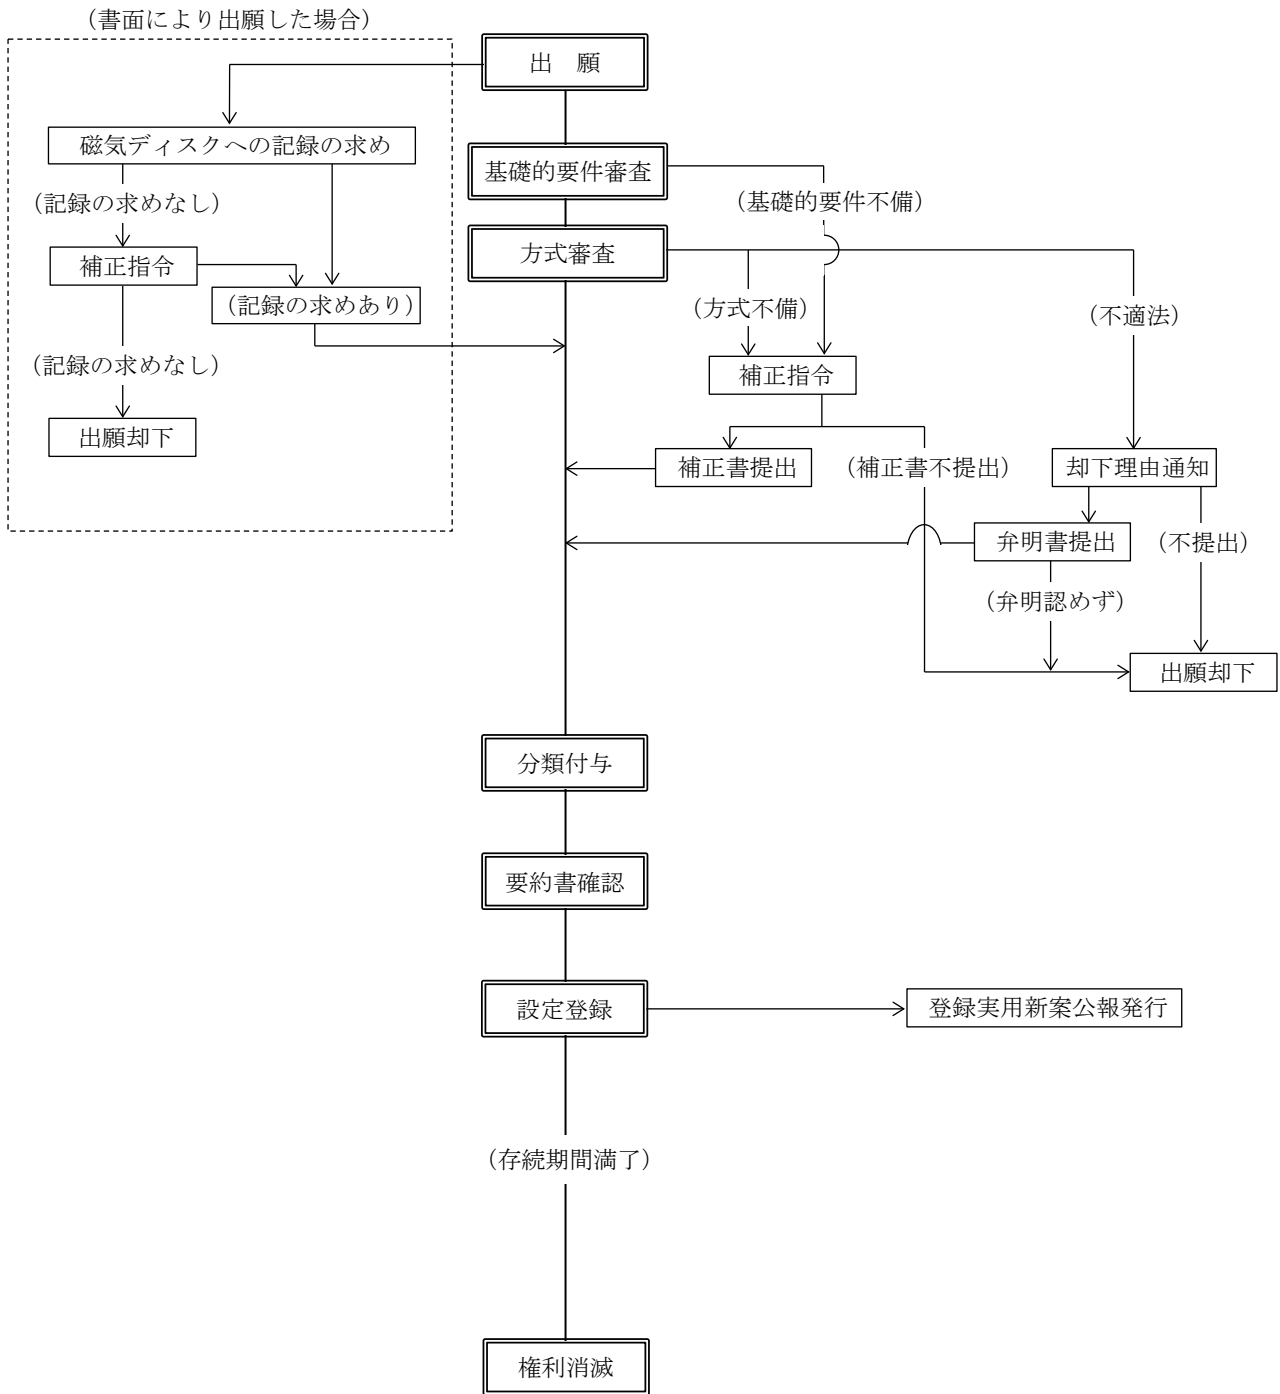 （書面により出願した場合）
出　願
磁気ディスクへの記録の求め
基礎的要件審査
（記録の求めなし）
（基礎的要件不備）
方式審査
補正指令
（記録の求めあり）
（方式不備）
（不適法）
（記録の求めなし）
補正指令
出願却下
補正書提出
（補正書不提出）
却下理由通知
弁明書提出
（不提出）
（弁明認めず）
出願却下
分類付与
要約書確認
設定登録
登録実用新案公報発行
（存続期間満了）
権利消滅